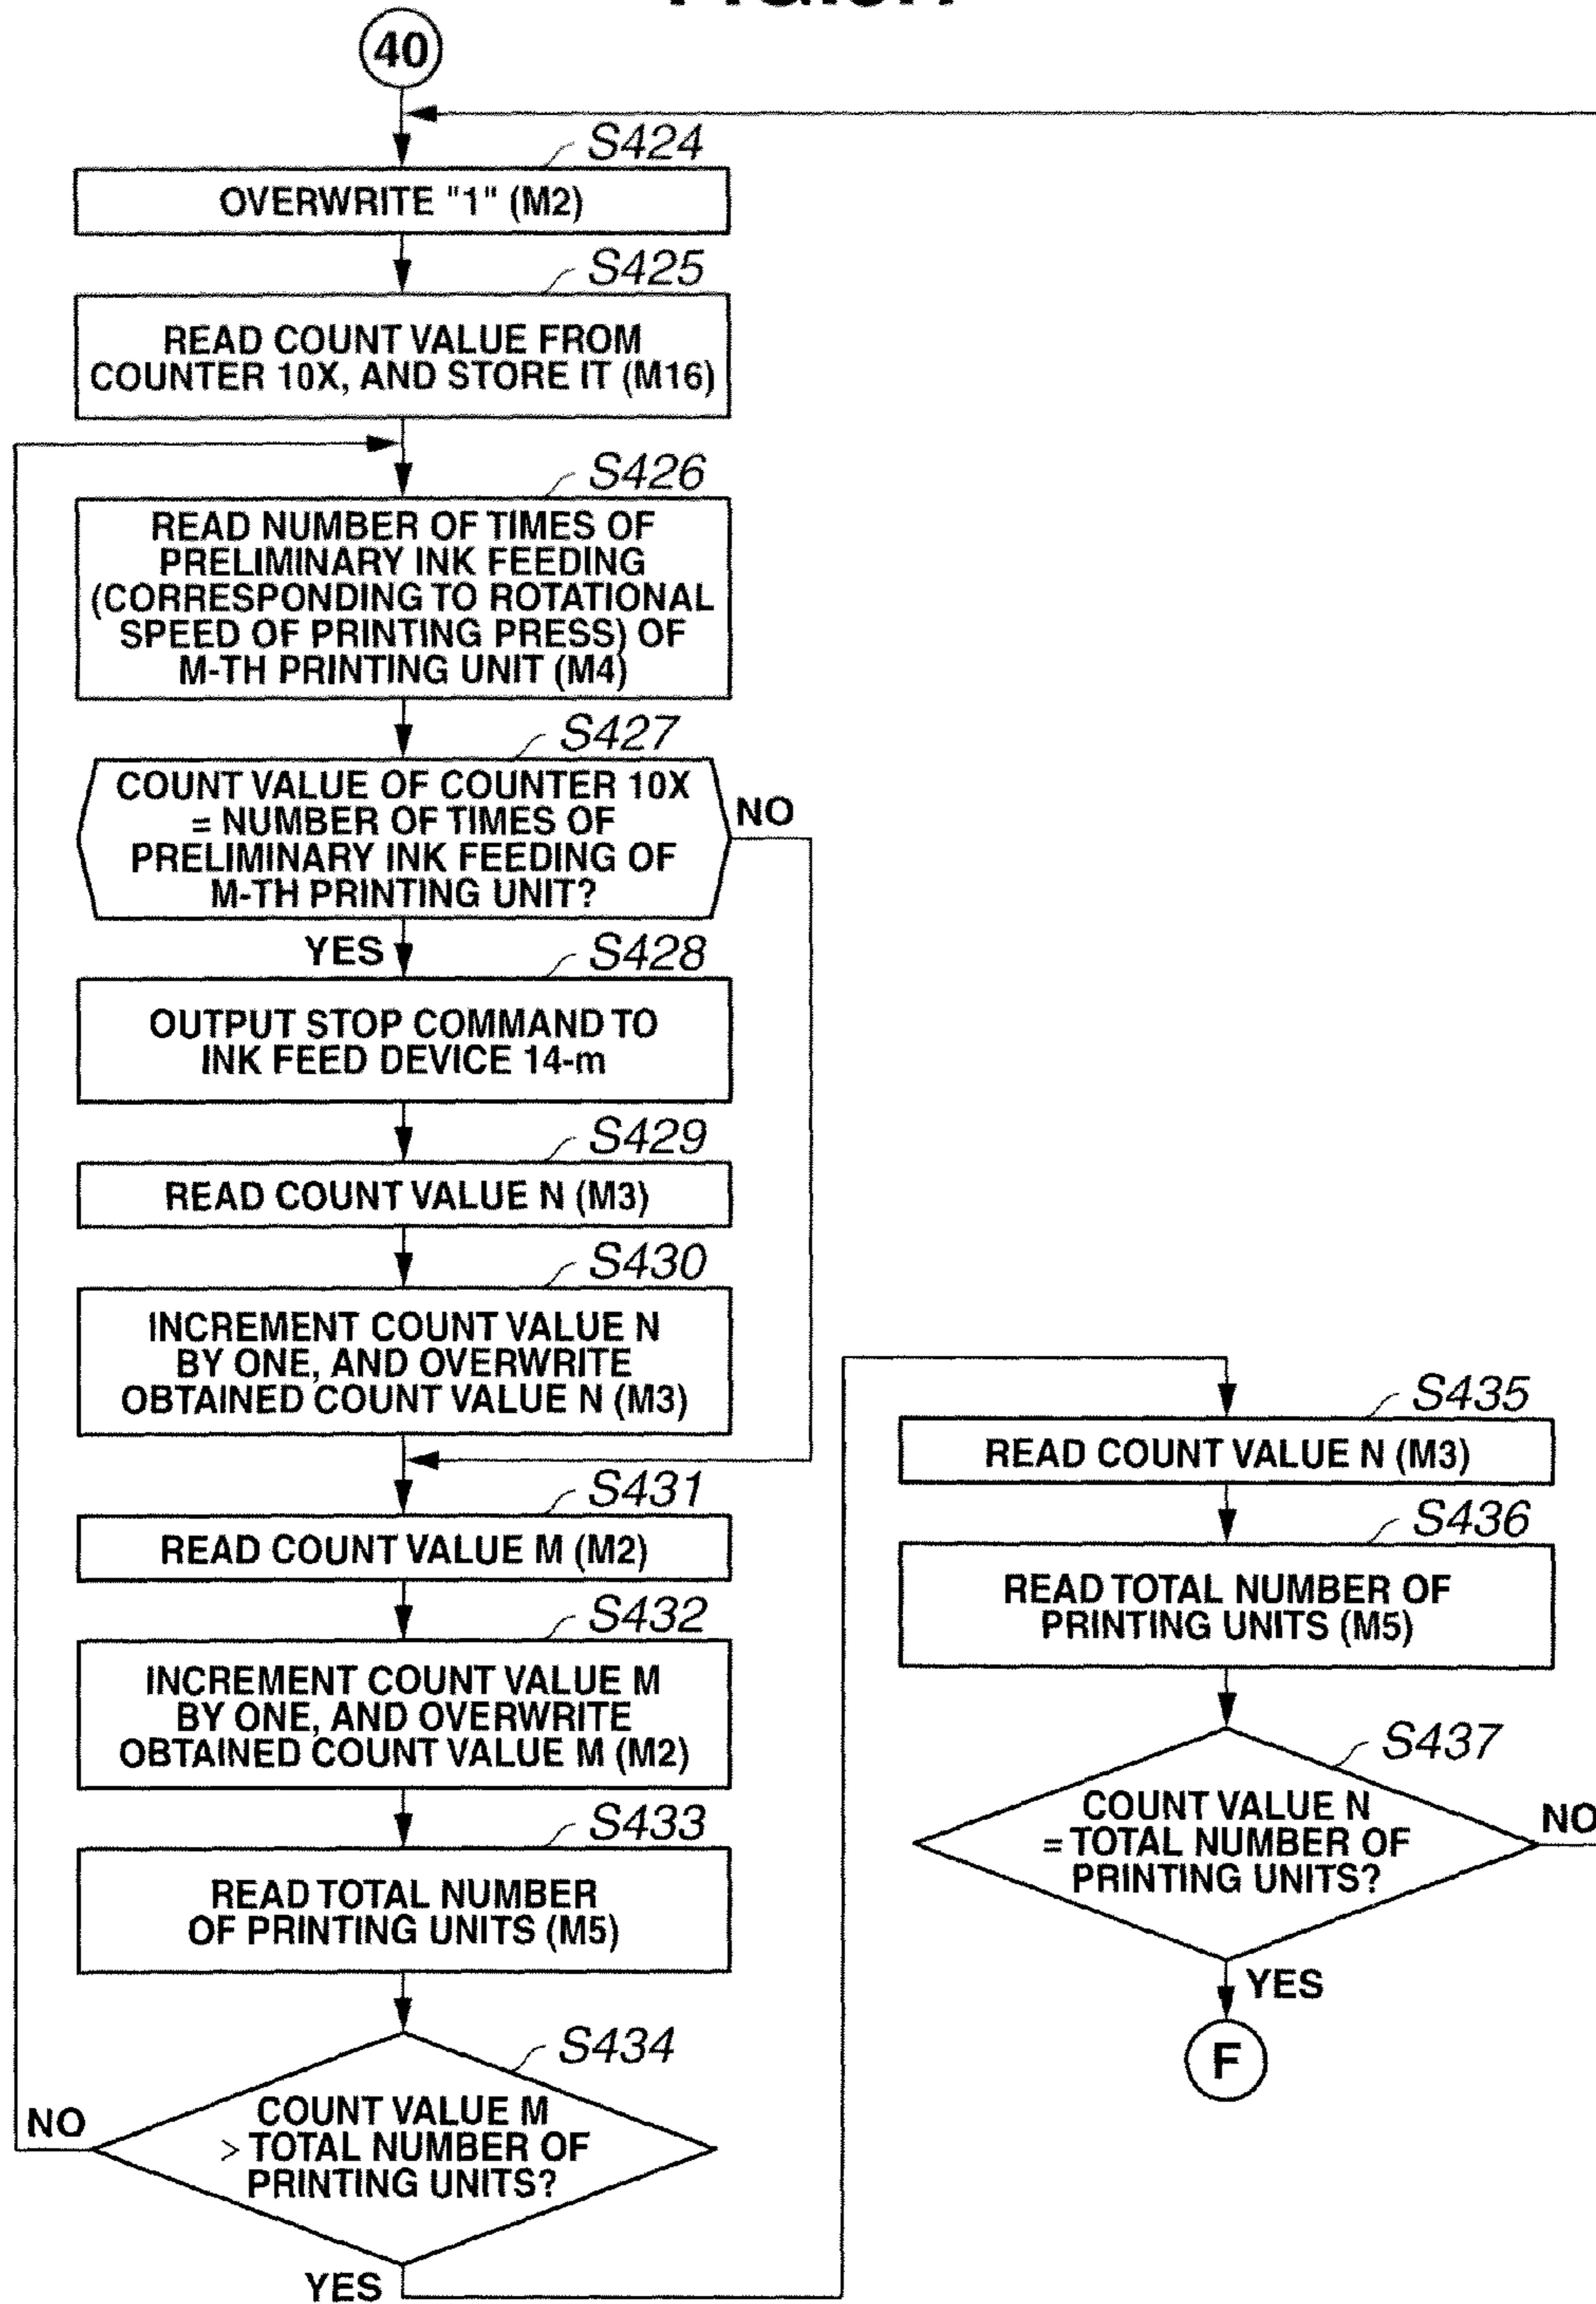 40
S424
OVERWRITE "1" (M2)
S425
READ COUNT VALUE FROM
COUNTER 10X, AND STORE IT (M16)
S426
READ NUMBER OF TIMES OF
PRELIMINARY INK FEEDING
(CORRESPONDING TO ROTATIONAL
SPEED OF PRINTING PRESS) OF
M-TH PRINTING UNIT (M4)
S427
COUNT VALUE OF COUNTER 10X
= NUMBER OF TIMES OF
PRELIMINARY INK FEEDING OF
M-TH PRINTING UNIT?
NO
YES
S428
OUTPUT STOP COMMAND TO
INK FEED DEVICE 14-m
S429
READ COUNT VALUE N (M3)
S430
INCREMENT COUNT VALUE N
BY ONE, AND OVERWRITE
OBTAINED COUNT VALUE N (M3)
S431
READ COUNT VALUE M (M2)
S432
INCREMENT COUNT VALUE M
BY ONE, AND OVERWRITE
OBTAINED COUNT VALUE M (M2)
S433
READ TOTAL NUMBER
OF PRINTING UNITS (M5)
S434
COUNT VALUE M
> TOTAL NUMBER OF
PRINTING UNITS?
NO
YES
S435
READ COUNT VALUE N (M3)
S436
READ TOTAL NUMBER OF
PRINTING UNITS (M5)
S437
COUNT VALUE N
= TOTAL NUMBER OF
PRINTING UNITS?
NO
YES
F